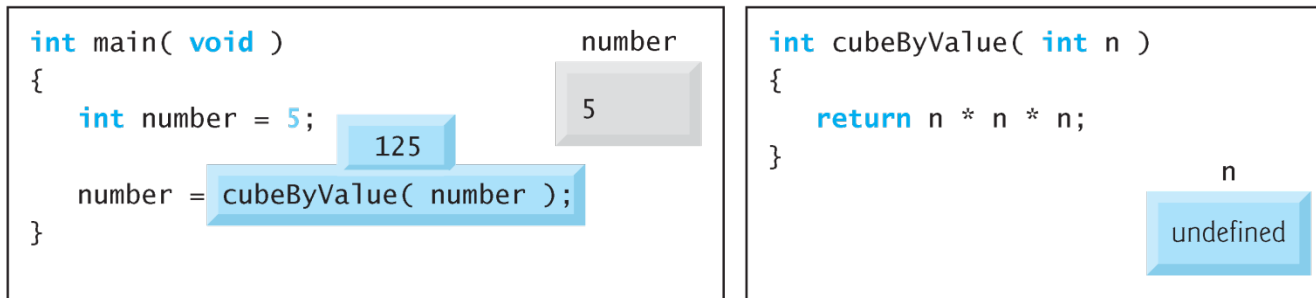 int main( void )
{
int number = 5;
125
number = cubeByValue( number );
}
number
5
int cubeByValue( int n )
{
return n * n * n;
}
n
undefined